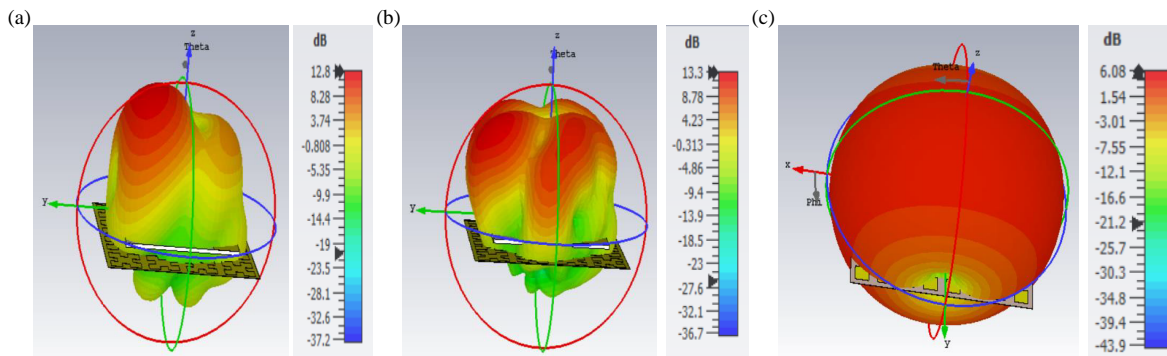 (a)
z
Theta
y
dB
12.8
8.28
3.74
-0.808
-5.35
-9.9
-14.4
-19
-23.5
-28.1
-32.6
-37.2
(b)
z
Theta
y
dB
13.3
8.78
4.23
-0.313
-4.86
-9.4
-13.9
-18.5
-23
-27.6
-32.1
-36.7
(c)
z
Theta
x
Phi
y
dB
6.08
1.54
-3.01
-7.55
-12.1
-16.6
-21.2
-25.7
-30.3
-34.8
-39.4
-43.9